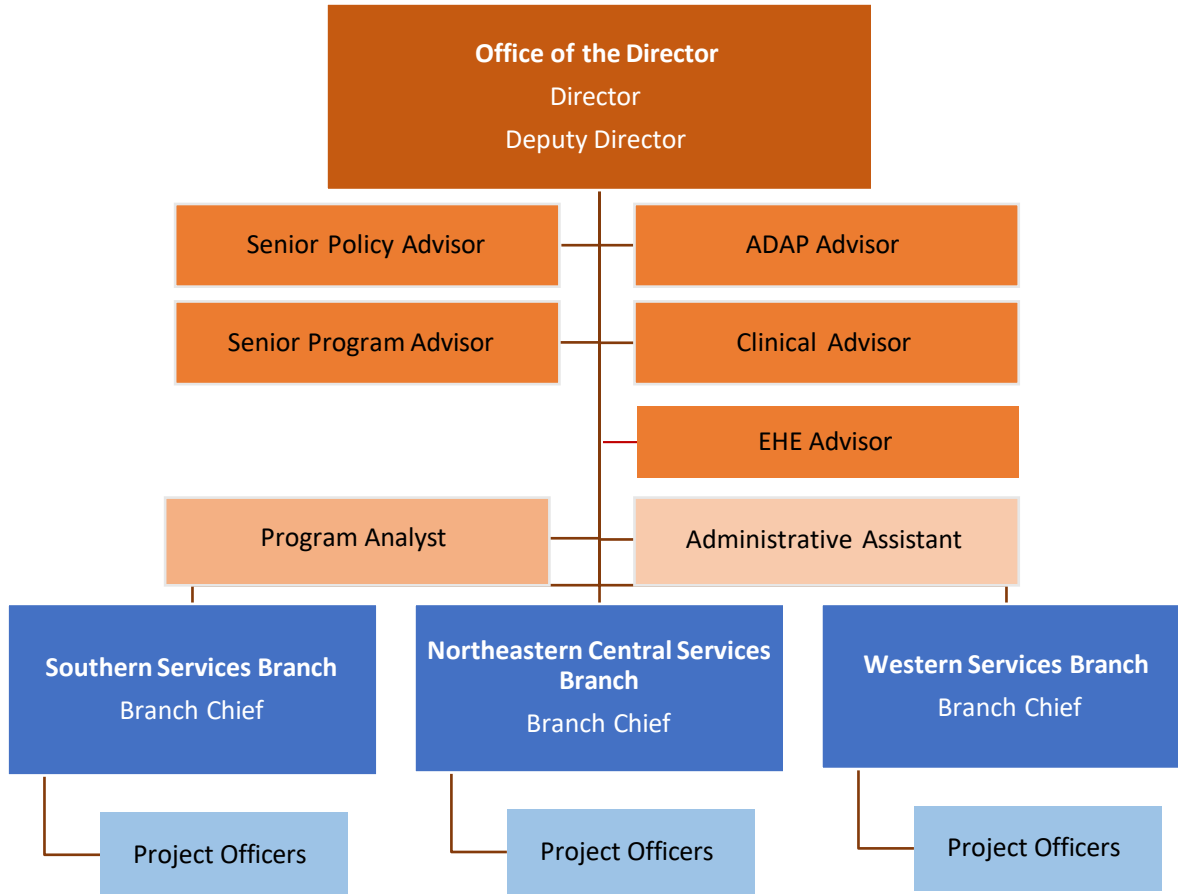 Office of the Director
Director
Deputy Director
Senior Policy Advisor
ADAP Advisor
Senior Program Advisor
Clinical Advisor
EHE Advisor
Program Analyst
Administrative Assistant
Southern Services Branch
Branch Chief
Northeastern Central Services
Branch
Branch Chief
Western Services Branch
Branch Chief
Project Officers
Project Officers
Project Officers